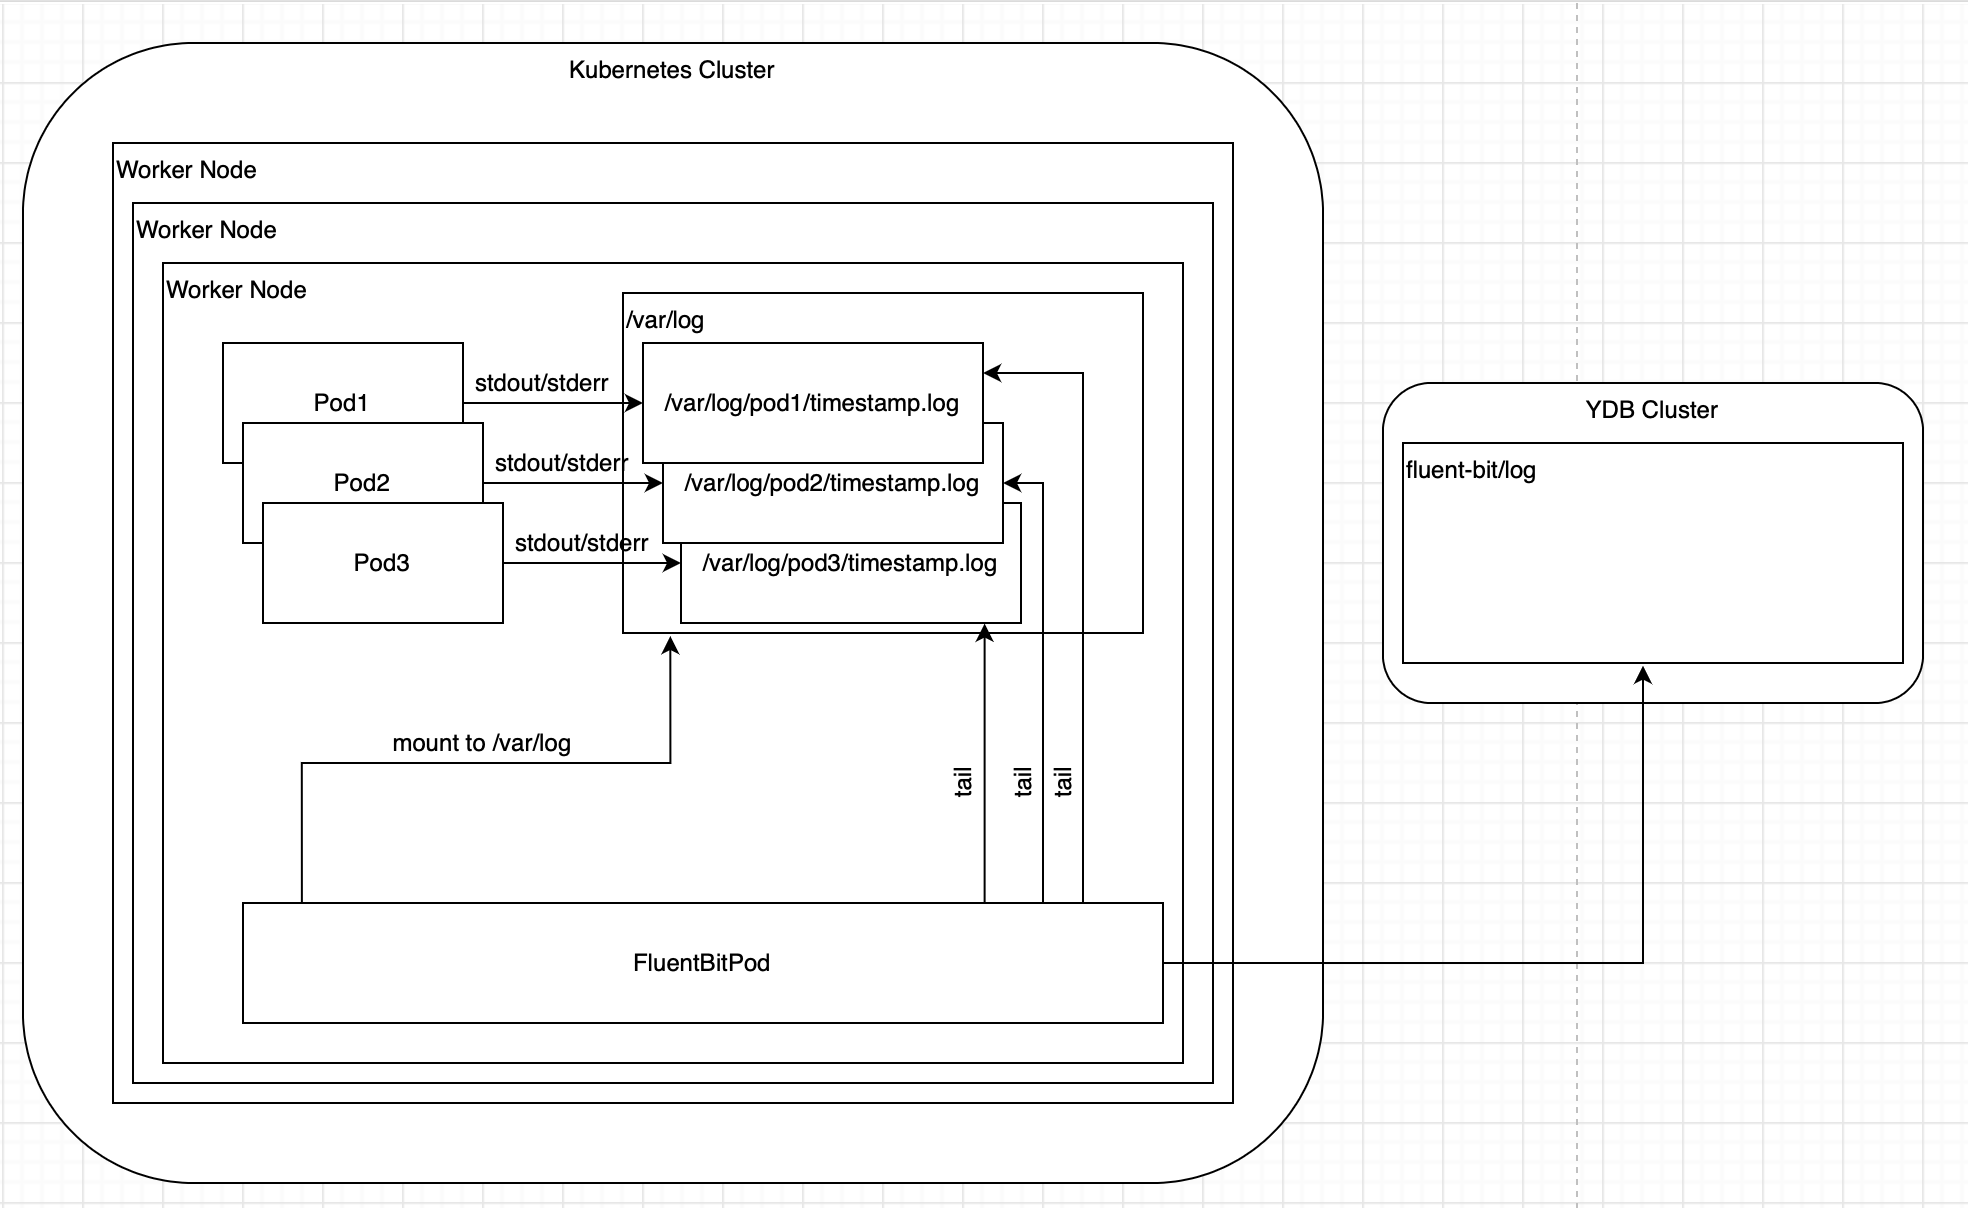 Kubernetes Cluster
Worker Node
Worker Node
Worker Node
/var/log
Pod1
stdout/stderr
/var/log/pod1/timestamp.log
Pod2
stdout/stderr
/var/log/pod2/timestamp.log
Pod3
stdout/stderr
/var/log/pod3/timestamp.log
mount to /var/log
tail
tail
tail
FluentBitPod
YDB Cluster
fluent-bit/log